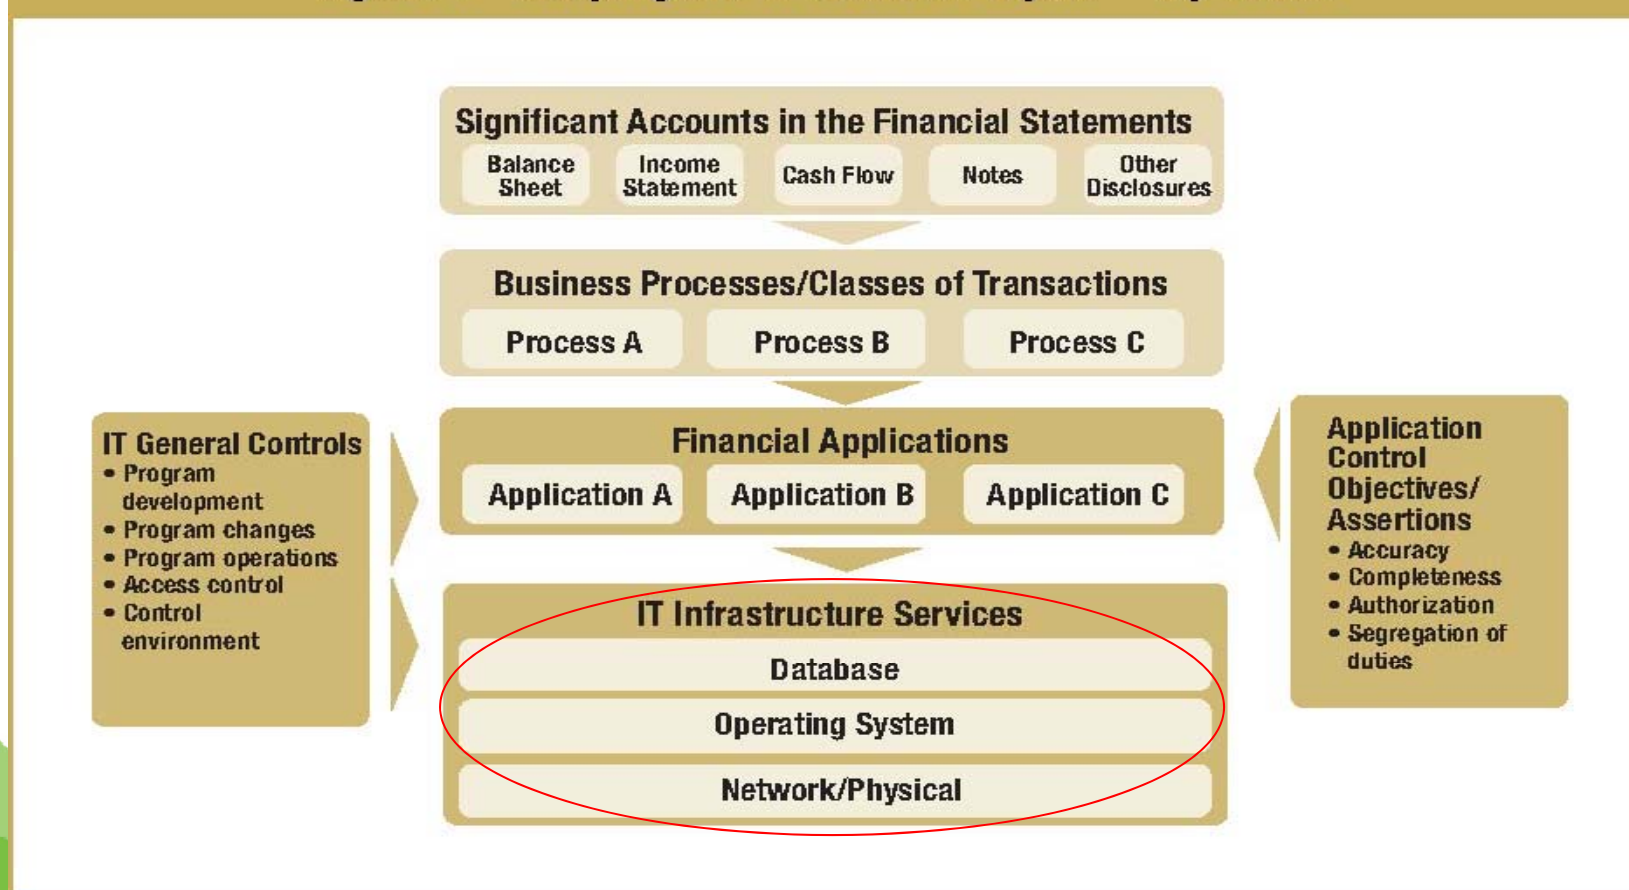 Significant Accounts in the Financial Statements
Balance
Sheet
Income
Statement
Cash Flow
Notes
Other
Disclosures
Business Processes/Classes of Transactions
Process A
Process B
Process C
IT General Controls
• Program
development
• Program changes
• Program operations
• Access control
• Control
environment
Financial Applications
Application A
Application B
Application C
Application
Control
Objectives/
Assertions
• Accuracy
• Completeness
• Authorization
• Segregation of
duties
IT Infrastructure Services
Database
Operating System
Network/Physical